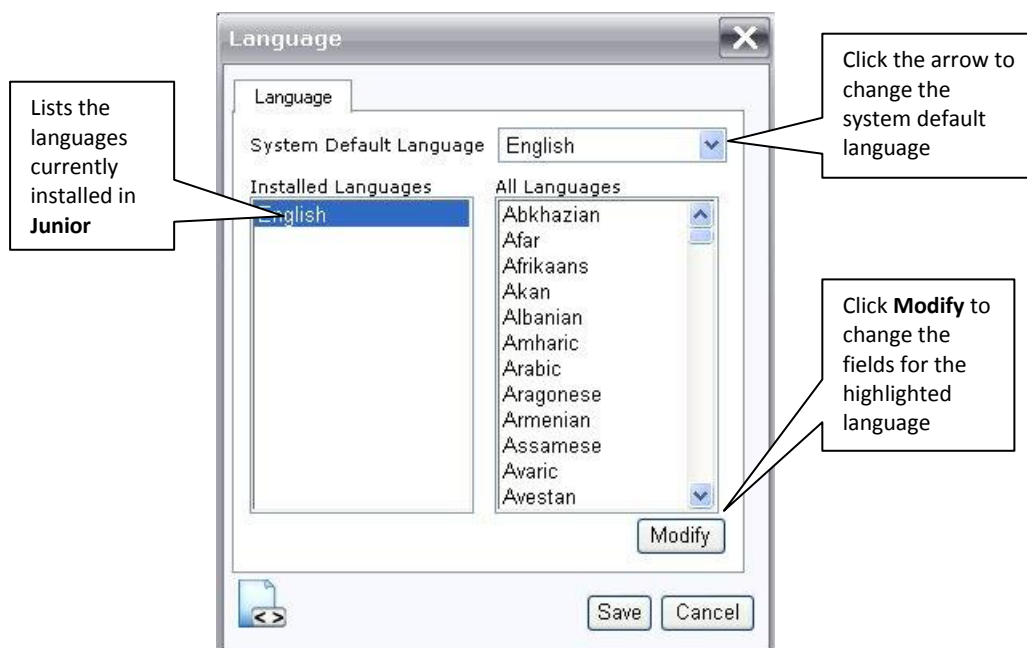 Language
Lists the
languages
currently
installed in
Junior
Click the arrow to
change the
system default
language
Language
System Default Language English
Installed Languages
English
All Languages
Abkhazian
Afar
Afrikaans
Akan
Albanian
Amharic
Arabic
Aragonese
Armenian
Assamese
Avaric
Avestan
Click Modify to
change the
fields for the
highlighted
language
Modify
< >
Save Cancel